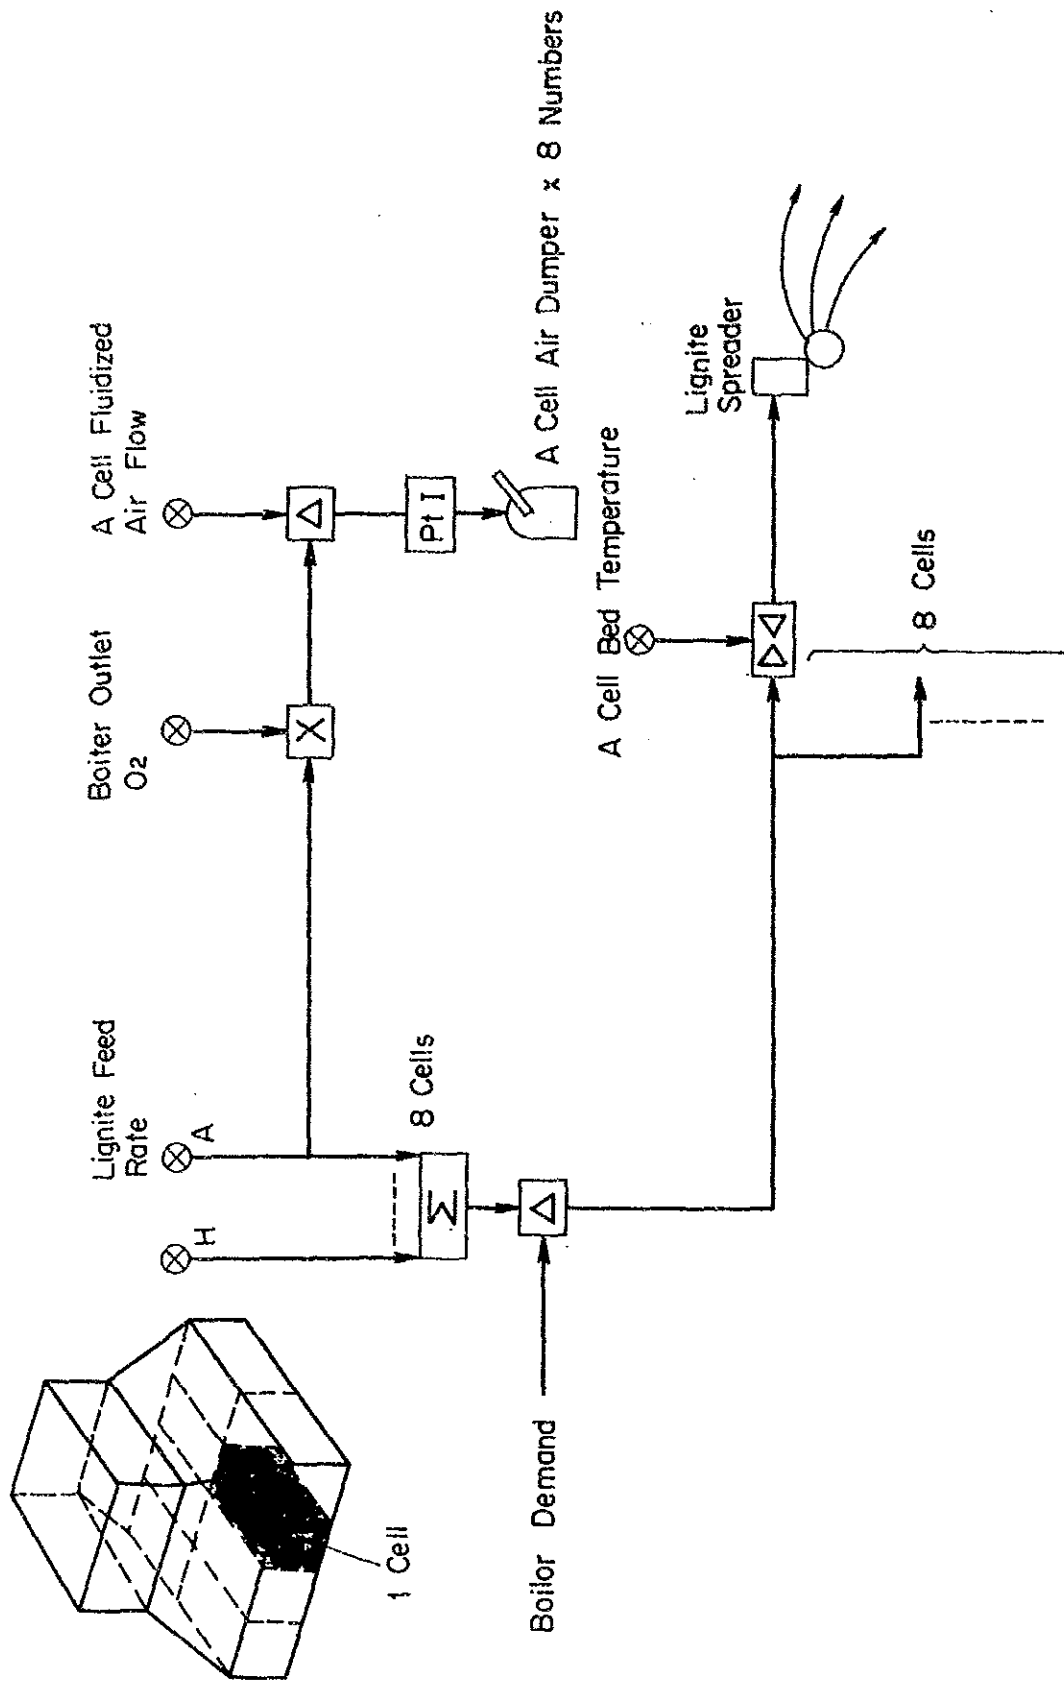 Lignite Feed
Rate
H
A
Boiter Outlet
O2
A Cell Fluidized
Air Flow
8 Cells
Σ
Δ
X
Δ
Pt I
A Cell Air Dumper x 8 Numbers
1 Cell
Boilor Demand
A Cell Bed Temperature
Lignite
Spreader
8 Cells